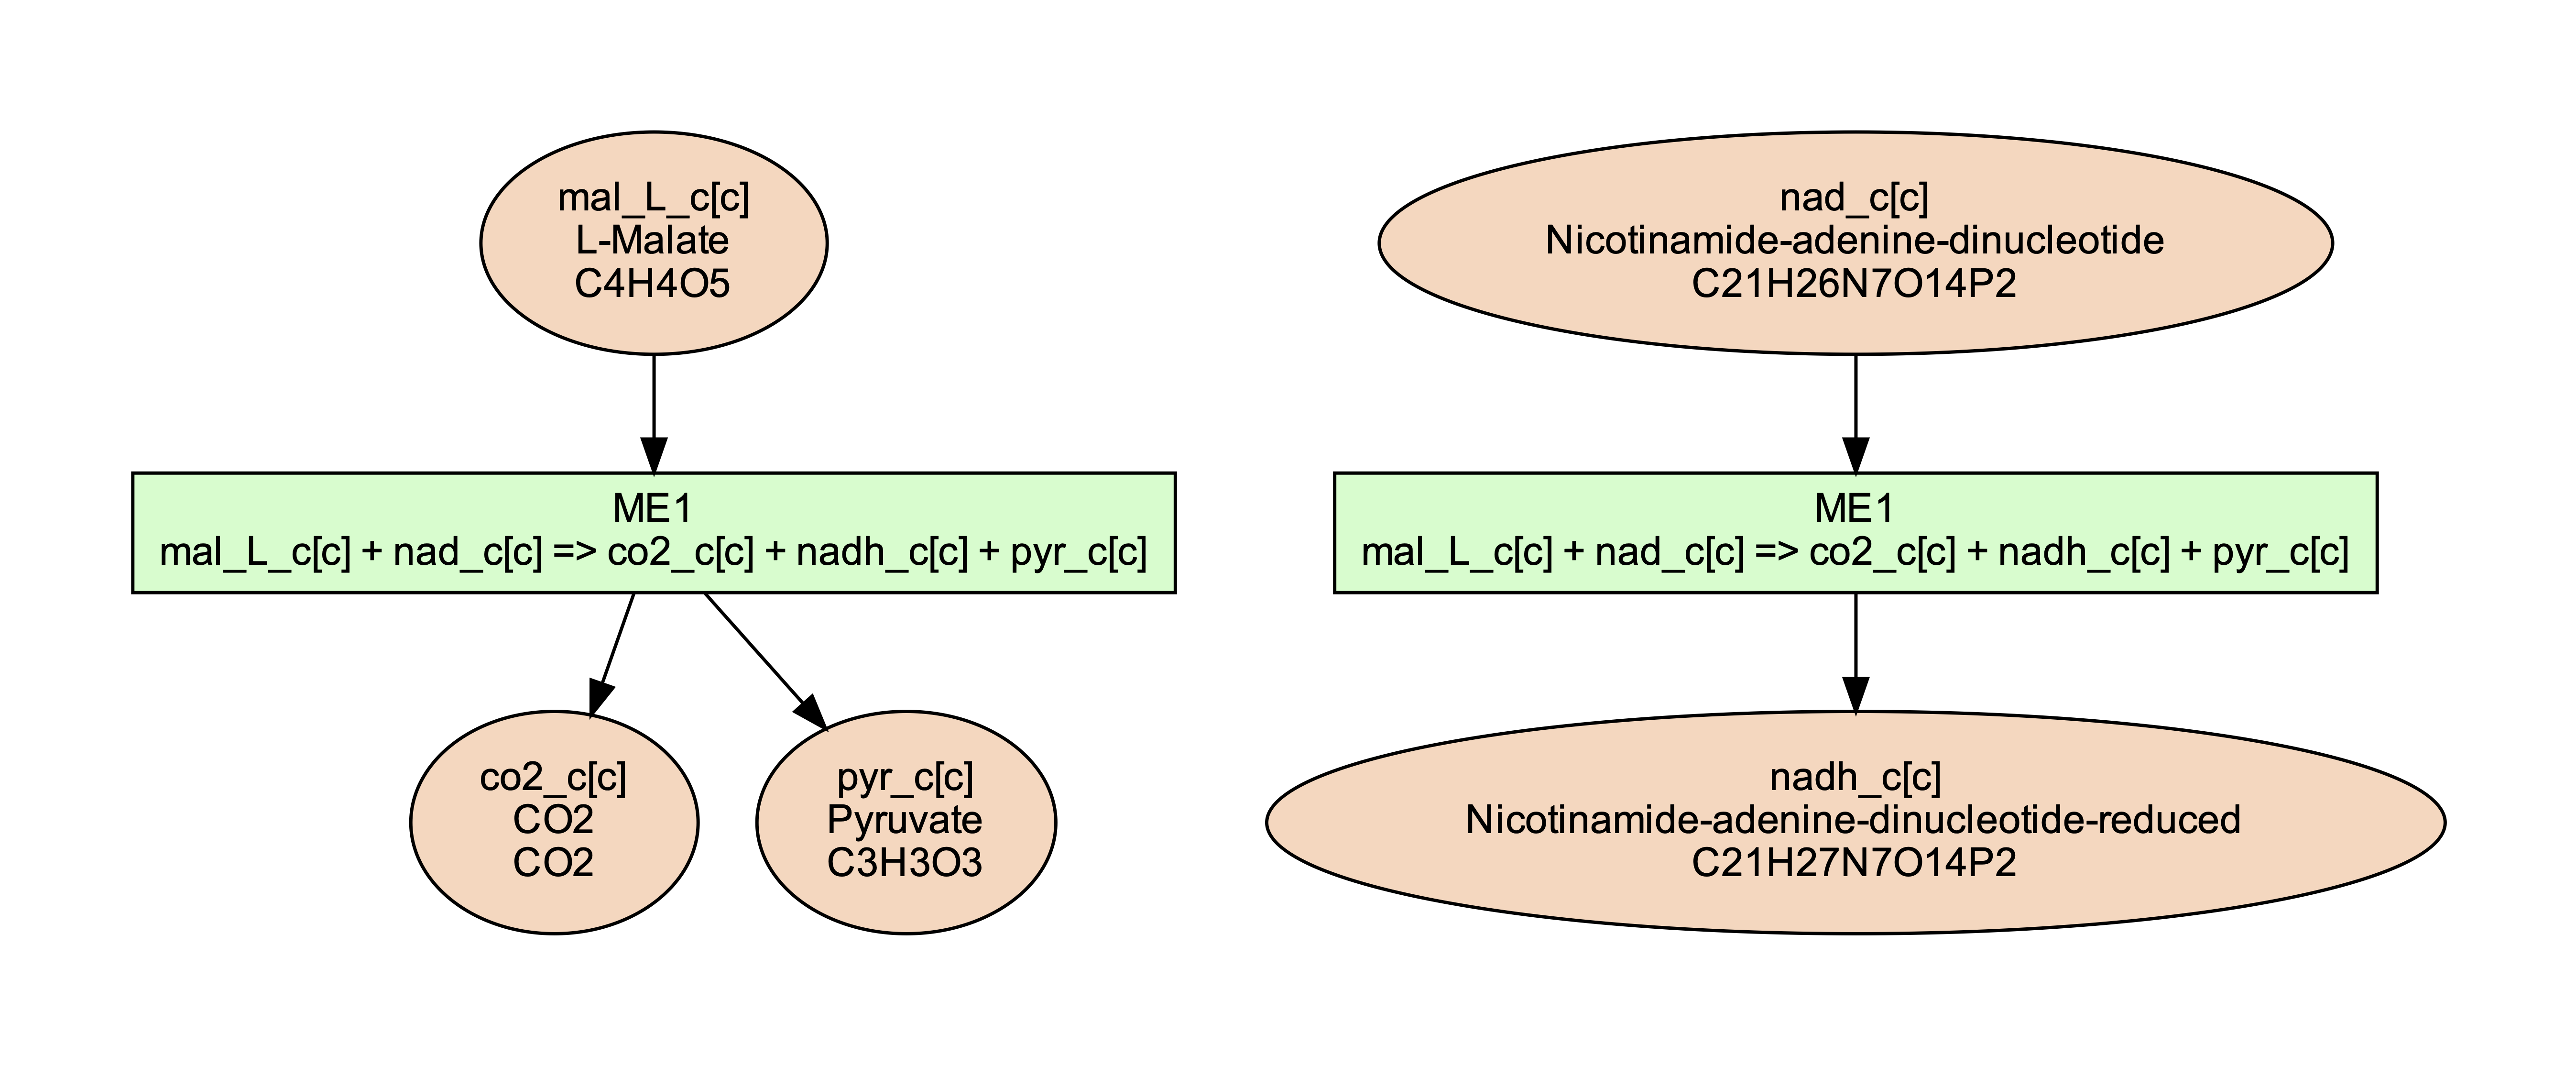 mal_L_c[c]
L-Malate
C4H4O5
nad_c[c]
Nicotinamide-adenine-dinucleotide
C21H26N7O14P2
ME1
mal_L_c[c] + nad_c[c] => co2_c[c] + nadh_c[c] + pyr_c[c]
ME1
mal_L_c[c] + nad_c[c] => co2_c[c] + nadh_c[c] + pyr_c[c]
co2_c[c]
CO2
CO2
pyr_c[c]
Pyruvate
C3H3O3
nadh_c[c]
Nicotinamide-adenine-dinucleotide-reduced
C21H27N7O14P2